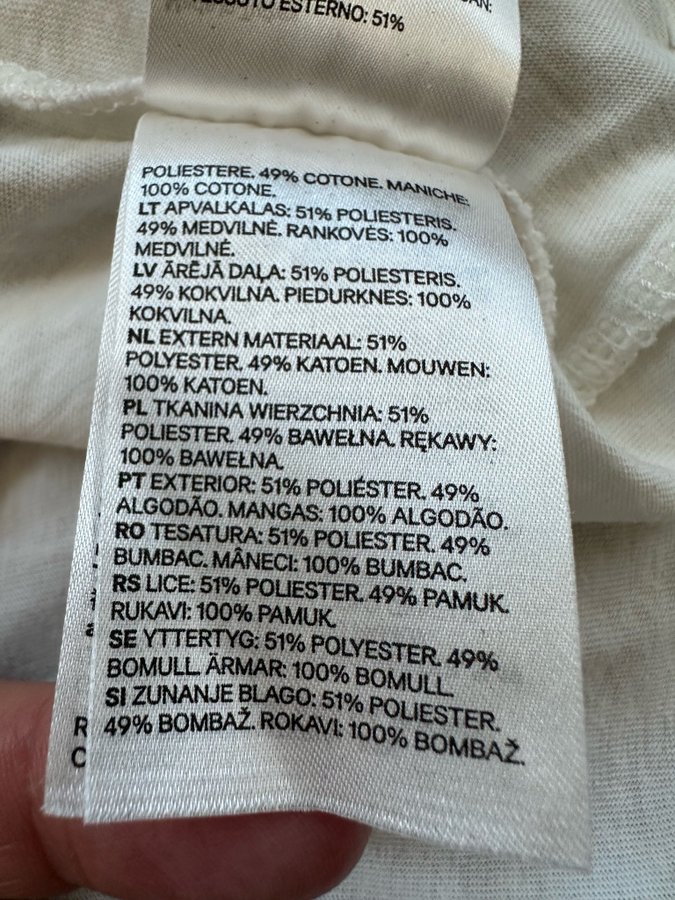 ESTERNO: 51%
POLIESTERE. 49% COTONE. MANICHE:
100% COTONE.
LT APVALKALAS: 51% POLIESTERIS.
49% MEDVILNĖ. RANKOVĖS: 100%
MEDVILNĖ.
LV ĀRĒJĀ DAĻA: 51% POLIESTERIS.
49% KOKVILNA. PIEDURKNES: 100%
KOKVILNA.
NL EXTERN MATERIAAL: 51%
POLYESTER. 49% KATOEN. MOUWEN:
100% KATOEN.
PL TKANINA WIERZCHNIA: 51%
POLIESTER. 49% BAWEŁNA. RĘKAWY:
100% BAWEŁNA.
PT EXTERIOR: 51% POLIÉSTER. 49%
ALGODÃO. MANGAS: 100% ALGODÃO.
RO TESATURA: 51% POLIESTER. 49%
BUMBAC. MÂNECI: 100% BUMBAC.
RS LICE: 51% POLIESTER. 49% PAMUK.
RUKAVI: 100% PAMUK.
SE YTTERTYG: 51% POLYESTER. 49%
BOMULL. ÄRMAR: 100% BOMULL.
SI ZUNANJE BLAGO: 51% POLIESTER.
49% BOMBAŽ. ROKAVI: 100% BOMBAŽ.